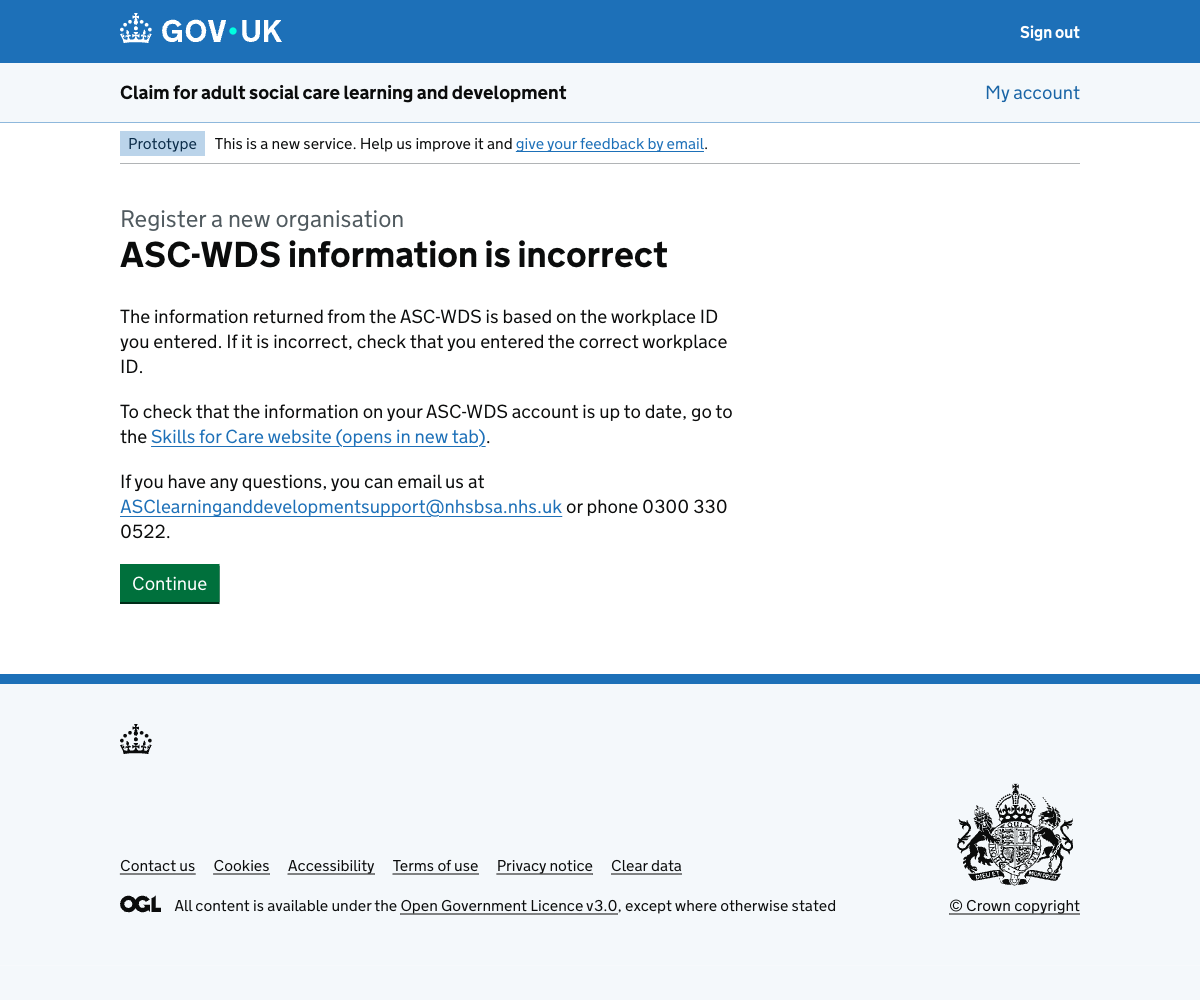 GOV.UK
Sign out
Claim for adult social care learning and development
My account
Prototype
This is a new service. Help us improve it and give your feedback by email.
Register a new organisation
ASC-WDS information is incorrect
The information returned from the ASC-WDS is based on the workplace ID
you entered. If it is incorrect, check that you entered the correct workplace
ID.
To check that the information on your ASC-WDS account is up to date, go to
the Skills for Care website (opens in new tab).
If you have any questions, you can email us at
ASClearninganddevelopmentsupport@nhsbsa.nhs.uk or phone 0300 330
0522.
Continue
Contact us
Cookies
Accessibility
Terms of use
Privacy notice
Clear data
OGL
All content is available under the Open Government Licence v3.0, except where otherwise stated
© Crown copyright